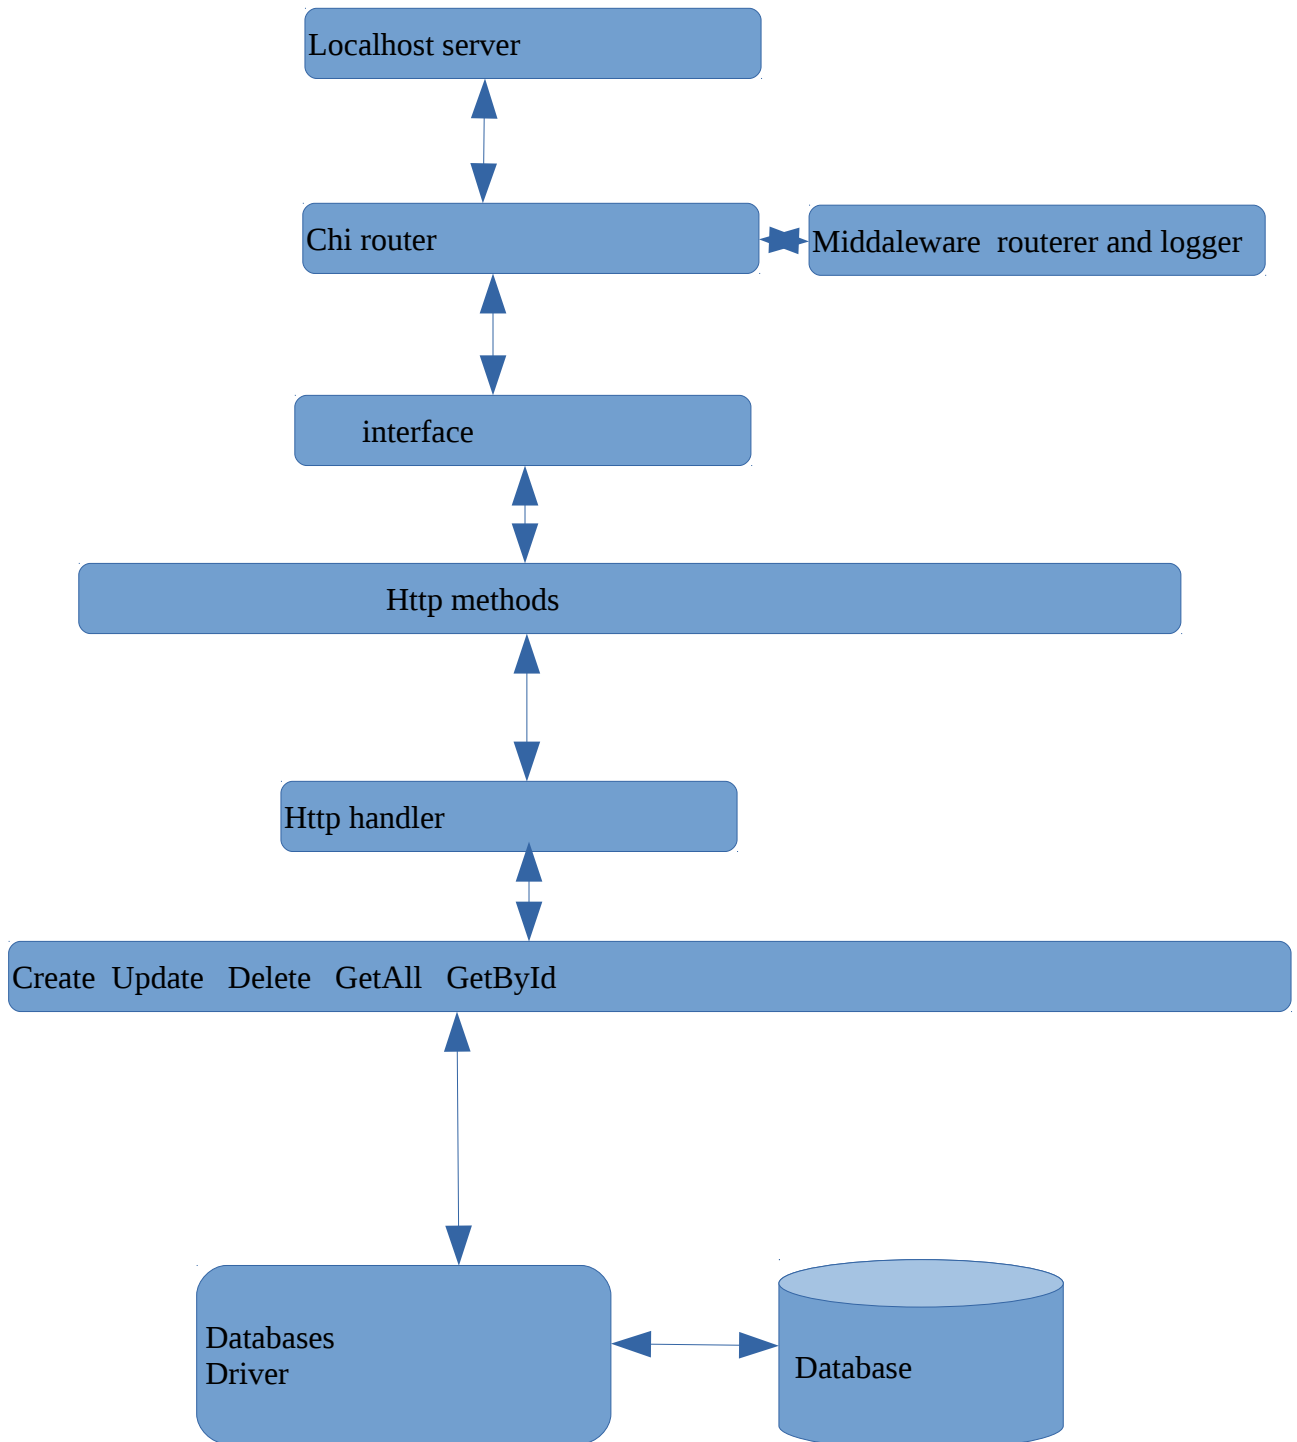 Localhost server
Chi router
Middaleware  routerer and logger
interface
Http methods
Http handler
Create  Update   Delete   GetAll   GetById
Databases
Driver
Database